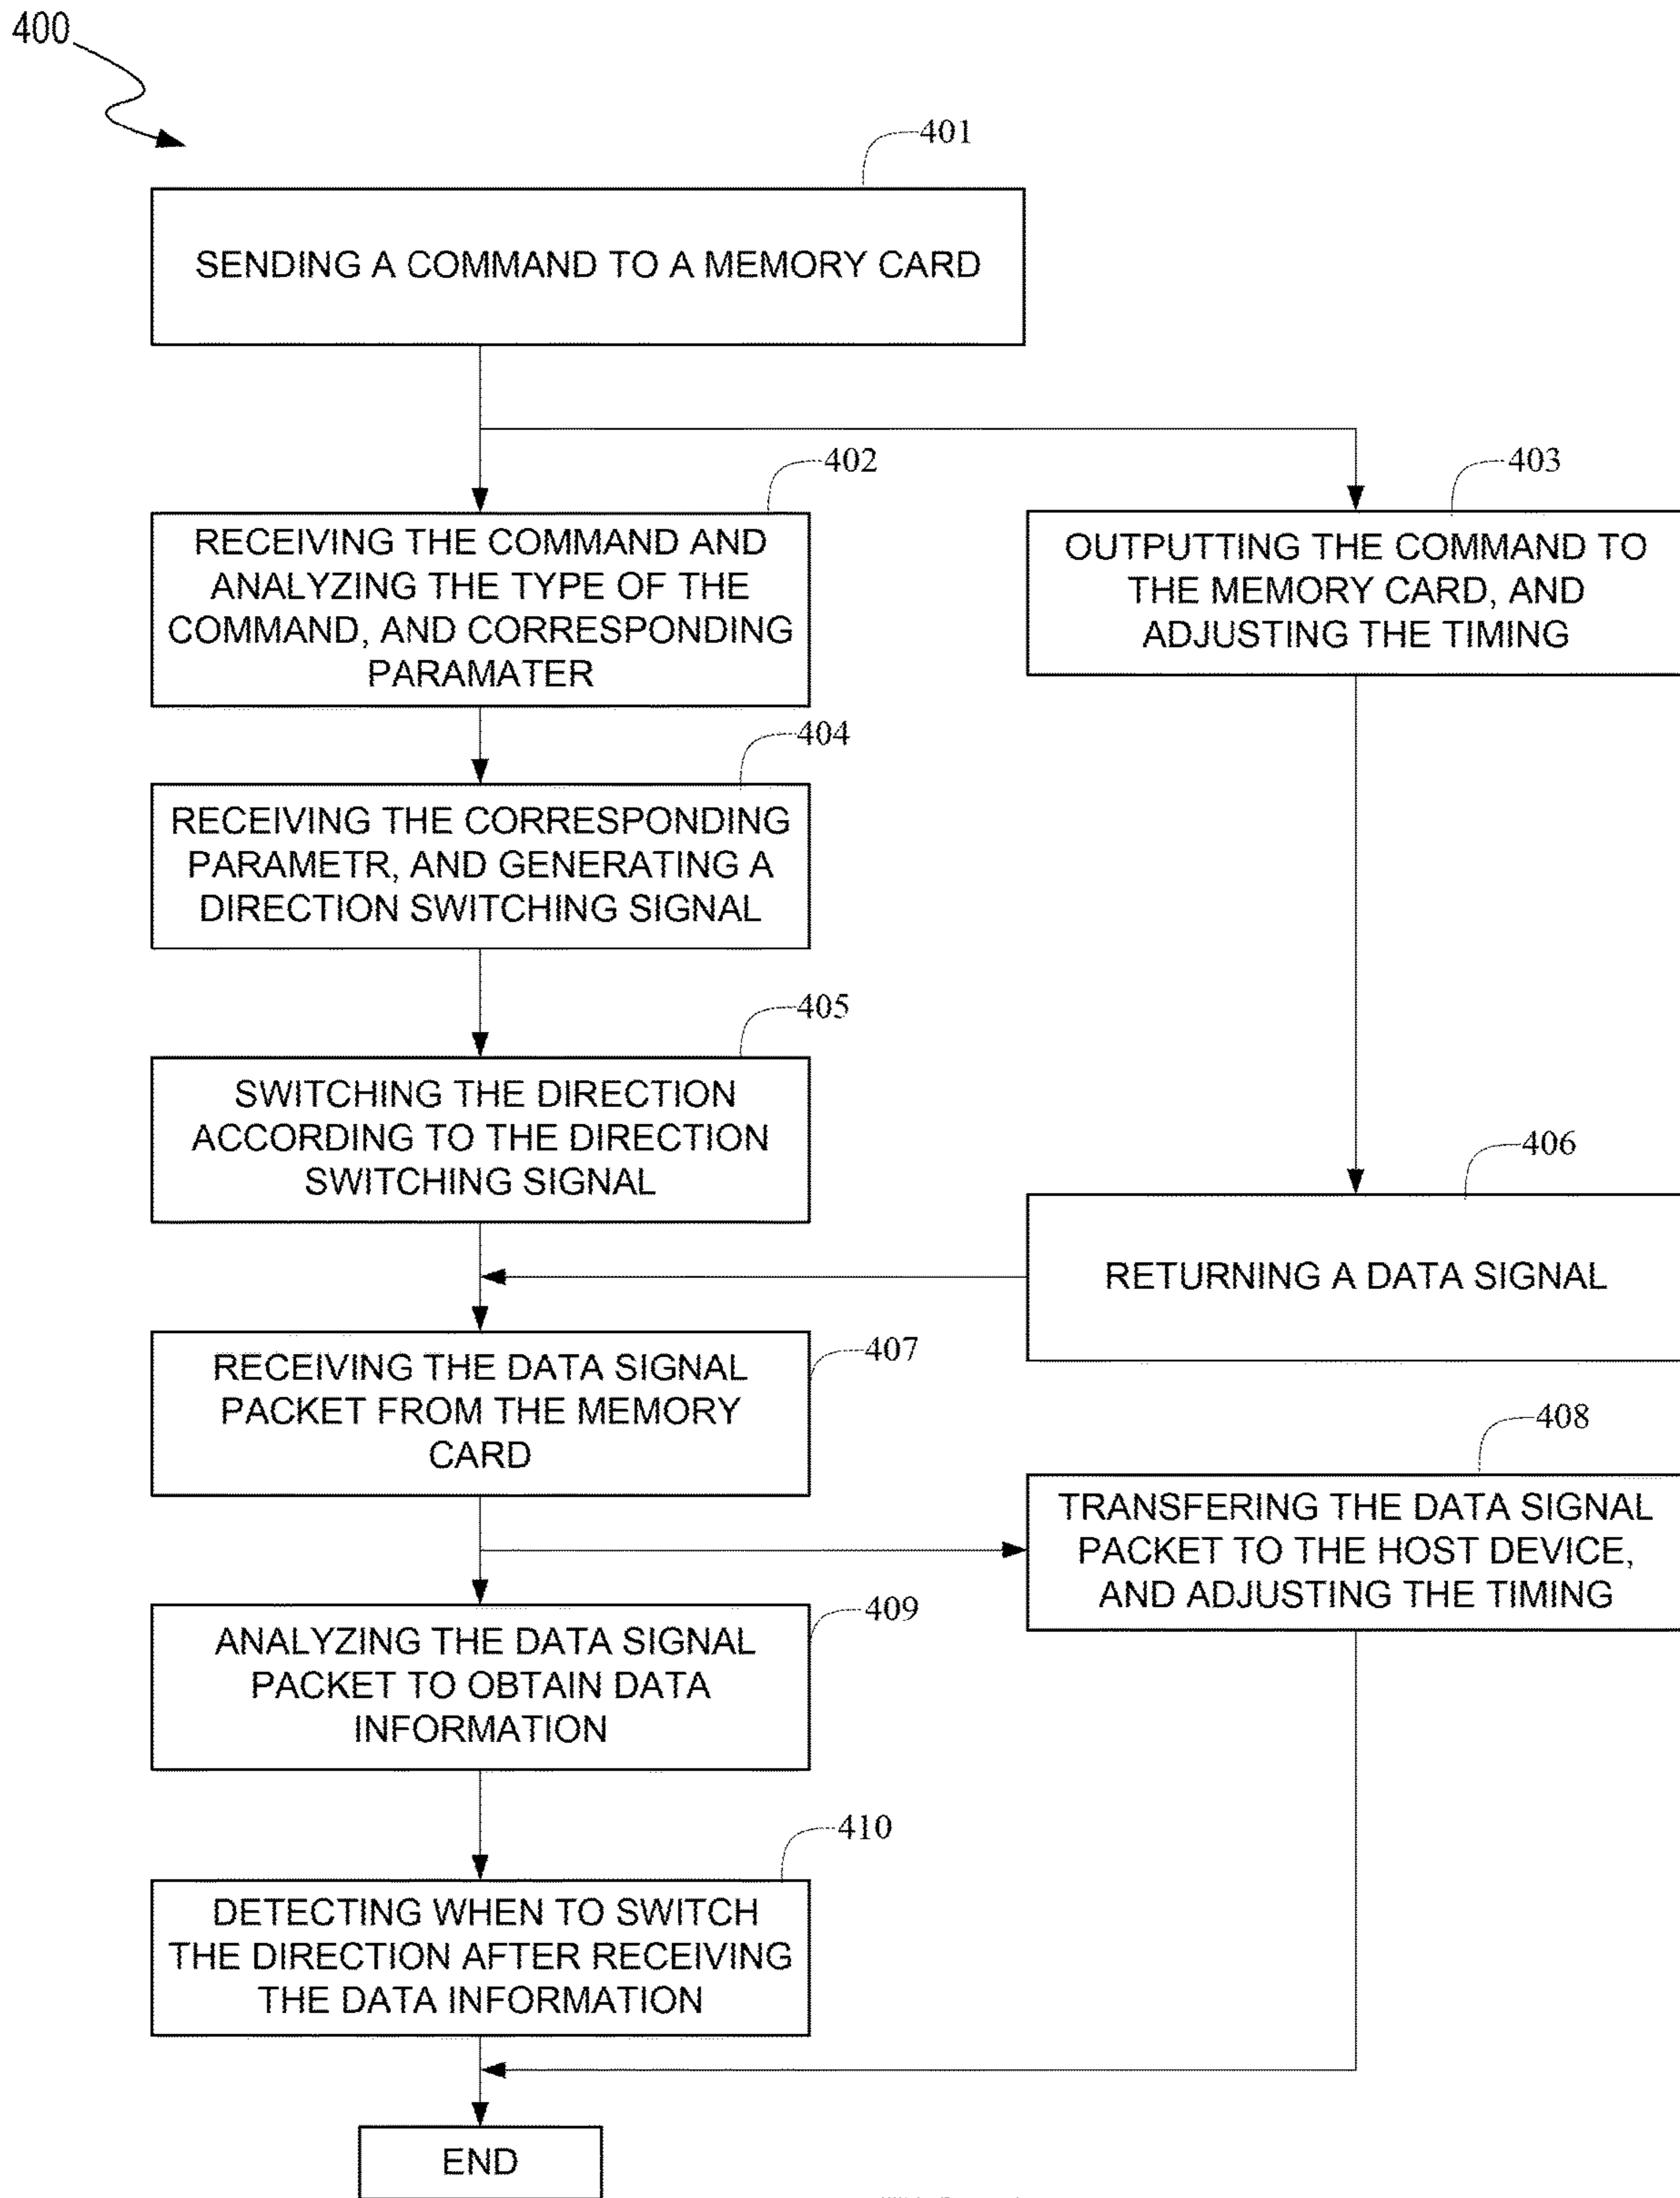 400
401
SENDING A COMMAND TO A MEMORY CARD
402
RECEIVING THE COMMAND AND
ANALYZING THE TYPE OF THE
COMMAND, AND CORRESPONDING
PARAMATER
403
OUTPUTTING THE COMMAND TO
THE MEMORY CARD, AND
ADJUSTING THE TIMING
404
RECEIVING THE CORRESPONDING
PARAMETR, AND GENERATING A
DIRECTION SWITCHING SIGNAL
405
SWITCHING THE DIRECTION
ACCORDING TO THE DIRECTION
SWITCHING SIGNAL
406
RETURNING A DATA SIGNAL
407
RECEIVING THE DATA SIGNAL
PACKET FROM THE MEMORY
CARD
408
TRANSFERING THE DATA SIGNAL
PACKET TO THE HOST DEVICE,
AND ADJUSTING THE TIMING
409
ANALYZING THE DATA SIGNAL
PACKET TO OBTAIN DATA
INFORMATION
410
DETECTING WHEN TO SWITCH
THE DIRECTION AFTER RECEIVING
THE DATA INFORMATION
END